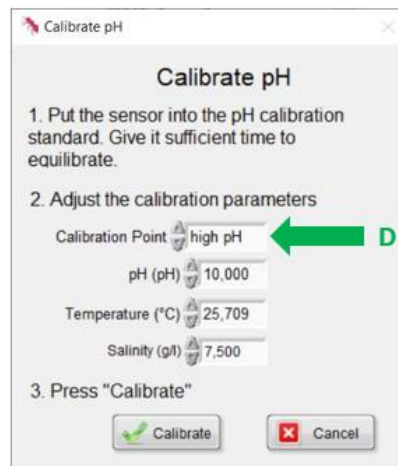 Calibrate pH
Calibrate pH
1. Put the sensor into the pH calibration
standard. Give it sufficient time to
equilibrate.
2. Adjust the calibration parameters
Calibration Point high pH D
pH (pH) 10,000
Temperature (°C) 25,709
Salinity (g/l) 7,500
3. Press "Calibrate"
Calibrate Cancel